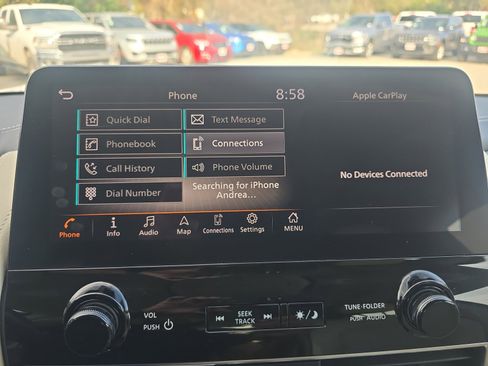 Phone
8:58
Apple CarPlay
Quick Dial
Text Message
Phonebook
Connections
Call History
Phone Volume
Dial Number
Searching for iPhone
Andrea...
No Devices Connected
Phone
Info
Audio
Map
Connections
Settings
MENU
VOL
PUSH
SEEK
TRACK
TUNE·FOLDER
PUSH AUDIO